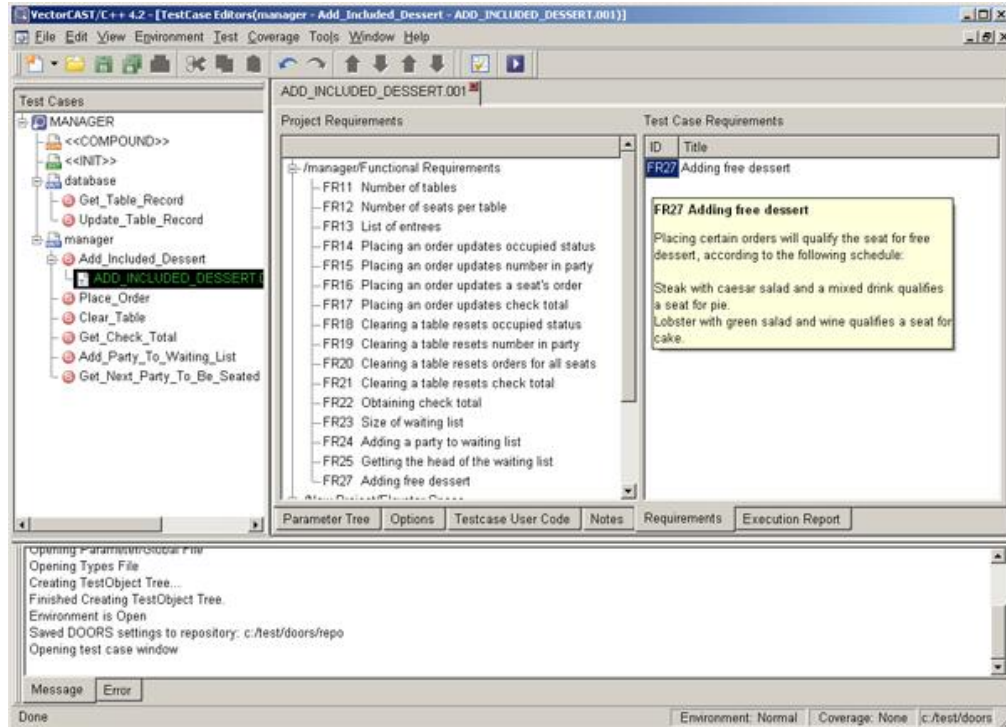 VectorCAST/C++ 4.2 - [TestCase Editors(manager - Add_Included_Dessert - ADD_INCLUDED_DESSERT.001)]
File Edit View Environment Test Coverage Tools Window Help
Test Cases
MANAGER
<<COMPOUND>>
<<INIT>>
database
Get_Table_Record
Update_Table_Record
manager
Add_Included_Dessert
ADD_INCLUDED_DESSERT.0
Place_Order
Clear_Table
Get_Check_Total
Add_Party_To_Waiting_List
Get_Next_Party_To_Be_Seated
ADD_INCLUDED_DESSERT.001
Project Requirements
/manager/Functional Requirements
FR11 Number of tables
FR12 Number of seats per table
FR13 List of entrees
FR14 Placing an order updates occupied status
FR15 Placing an order updates number in party
FR16 Placing an order updates a seat's order
FR17 Placing an order updates check total
FR18 Clearing a table resets occupied status
FR19 Clearing a table resets number in party
FR20 Clearing a table resets orders for all seats
FR21 Clearing a table resets check total
FR22 Obtaining check total
FR23 Size of waiting list
FR24 Adding a party to waiting list
FR25 Getting the head of the waiting list
FR27 Adding free dessert
Test Case Requirements
ID Title
FR27 Adding free dessert
FR27 Adding free dessert
Placing certain orders will qualify the seat for free
dessert, according to the following schedule:
Steak with caesar salad and a mixed drink qualifies
a seat for pie.
Lobster with green salad and wine qualifies a seat for
cake.
Parameter Tree Options Testcase User Code Notes Requirements Execution Report
Opening Parameter/Global File
Opening Types File
Creating TestObject Tree...
Finished Creating TestObject Tree.
Environment is Open
Saved DOORS settings to repository: c:/test/doors/repo
Opening test case window
Message Error
Done
Environment: Normal Coverage: None c:/test/doors